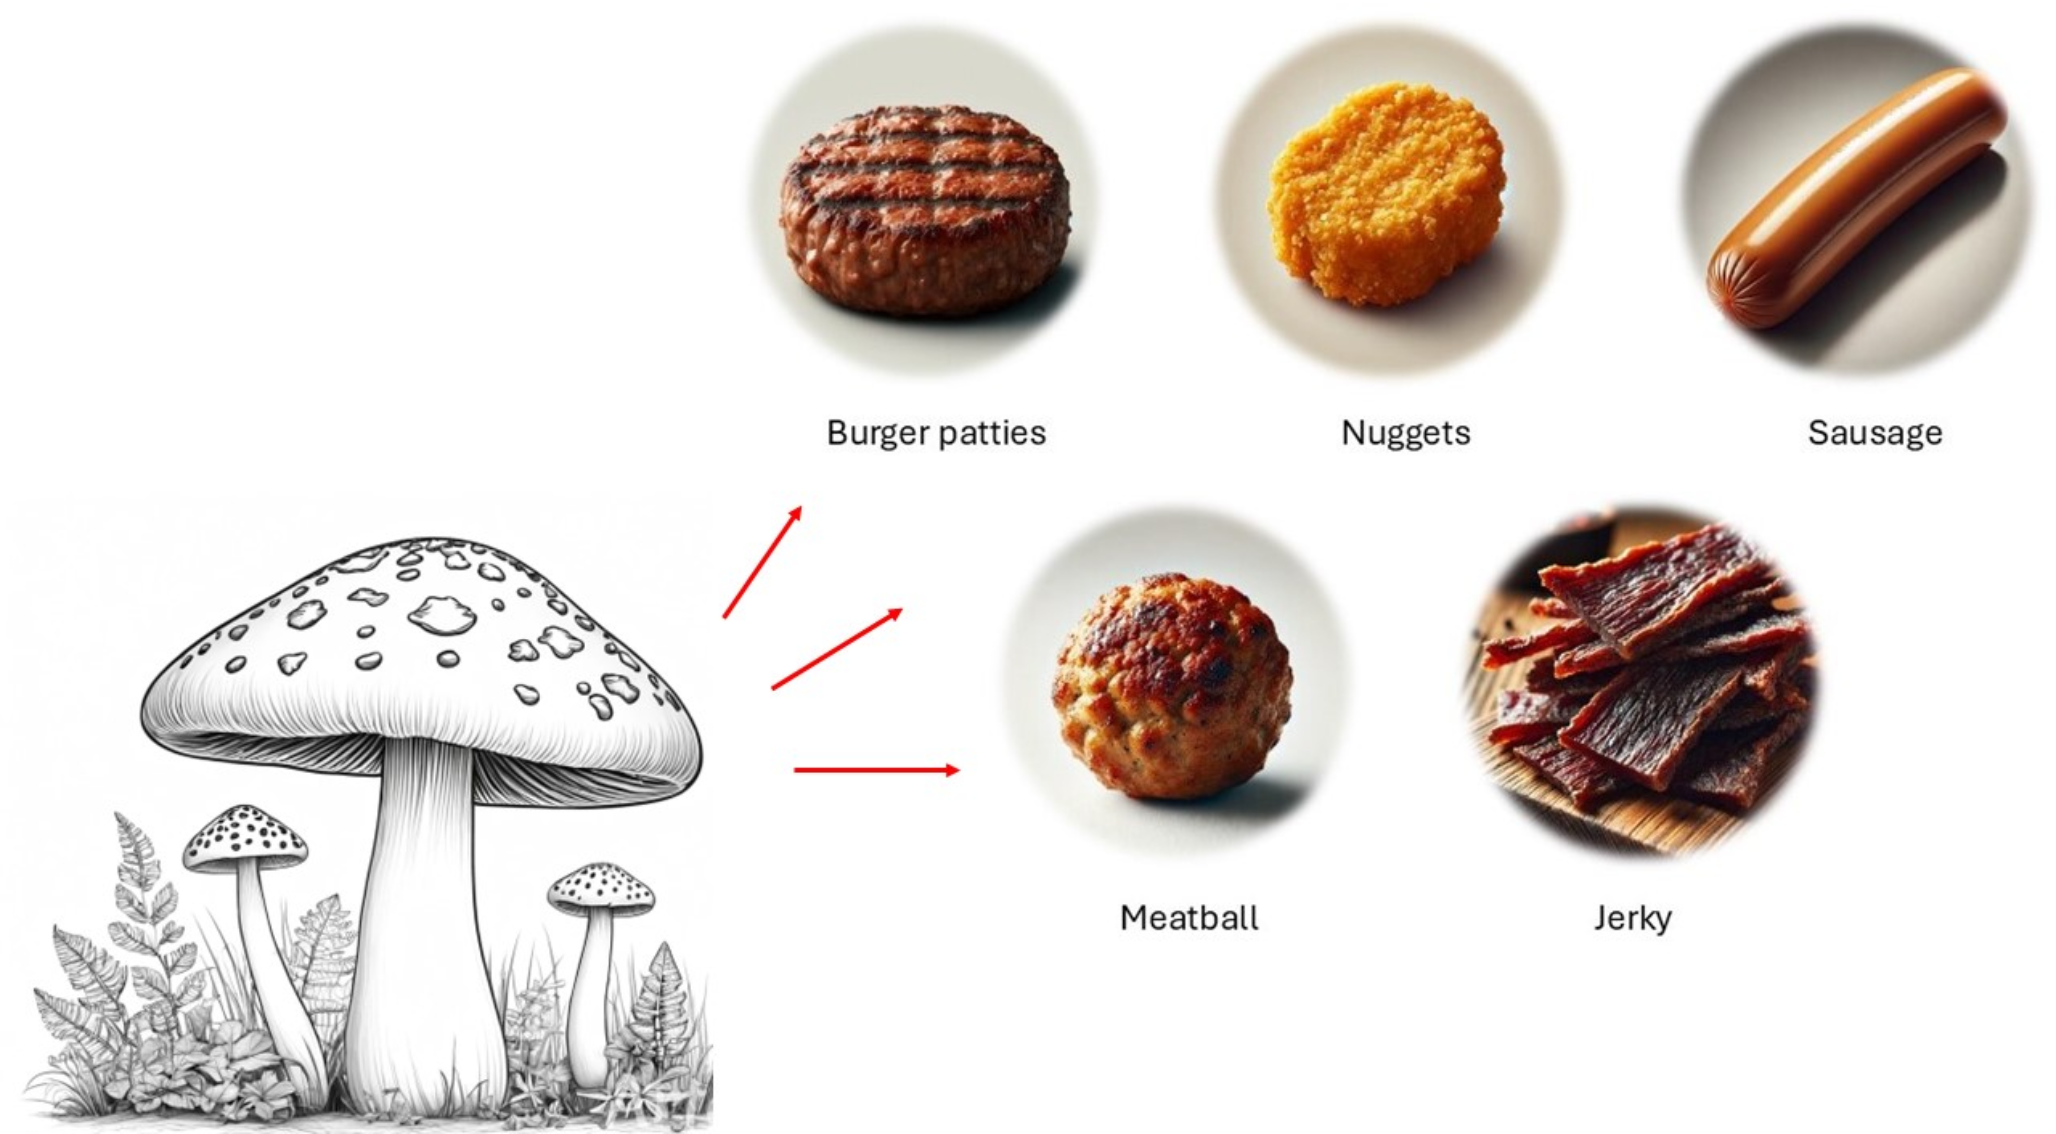 Burger patties
Nuggets
Sausage
Meatball
Jerky